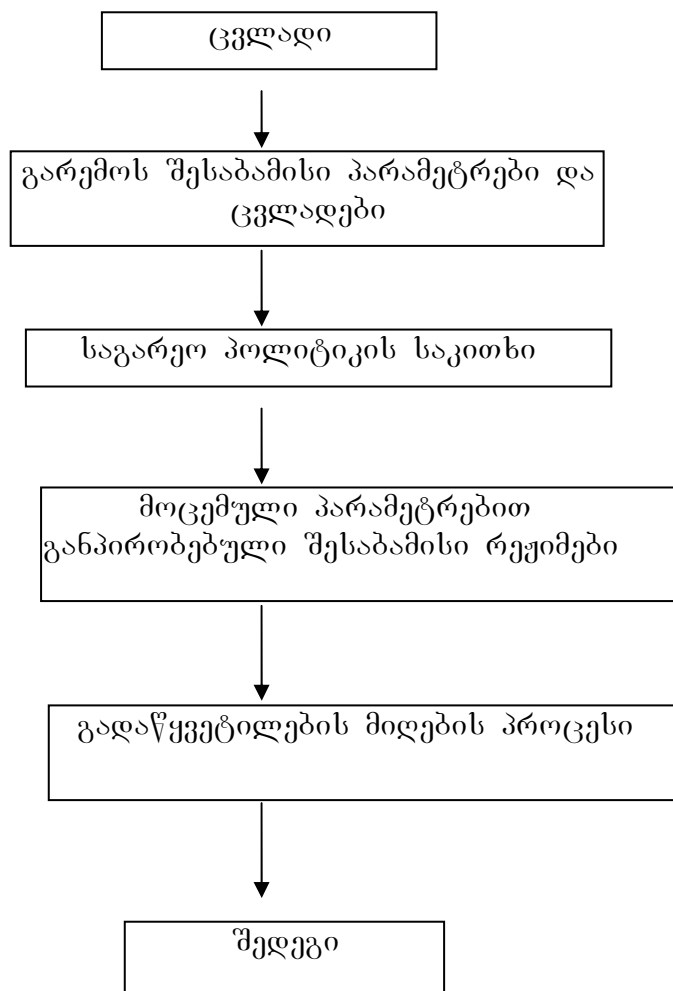 ცვლადი
გარემოს შესაბამისი პარამეტრები და
ცვლადები
საგარეო პოლიტიკის საკითხი
მოცემული პარამეტრებით
განპირობებული შესაბამისი რეჟიმები
გადაწყვეტილების მიღების პროცესი
შედეგი